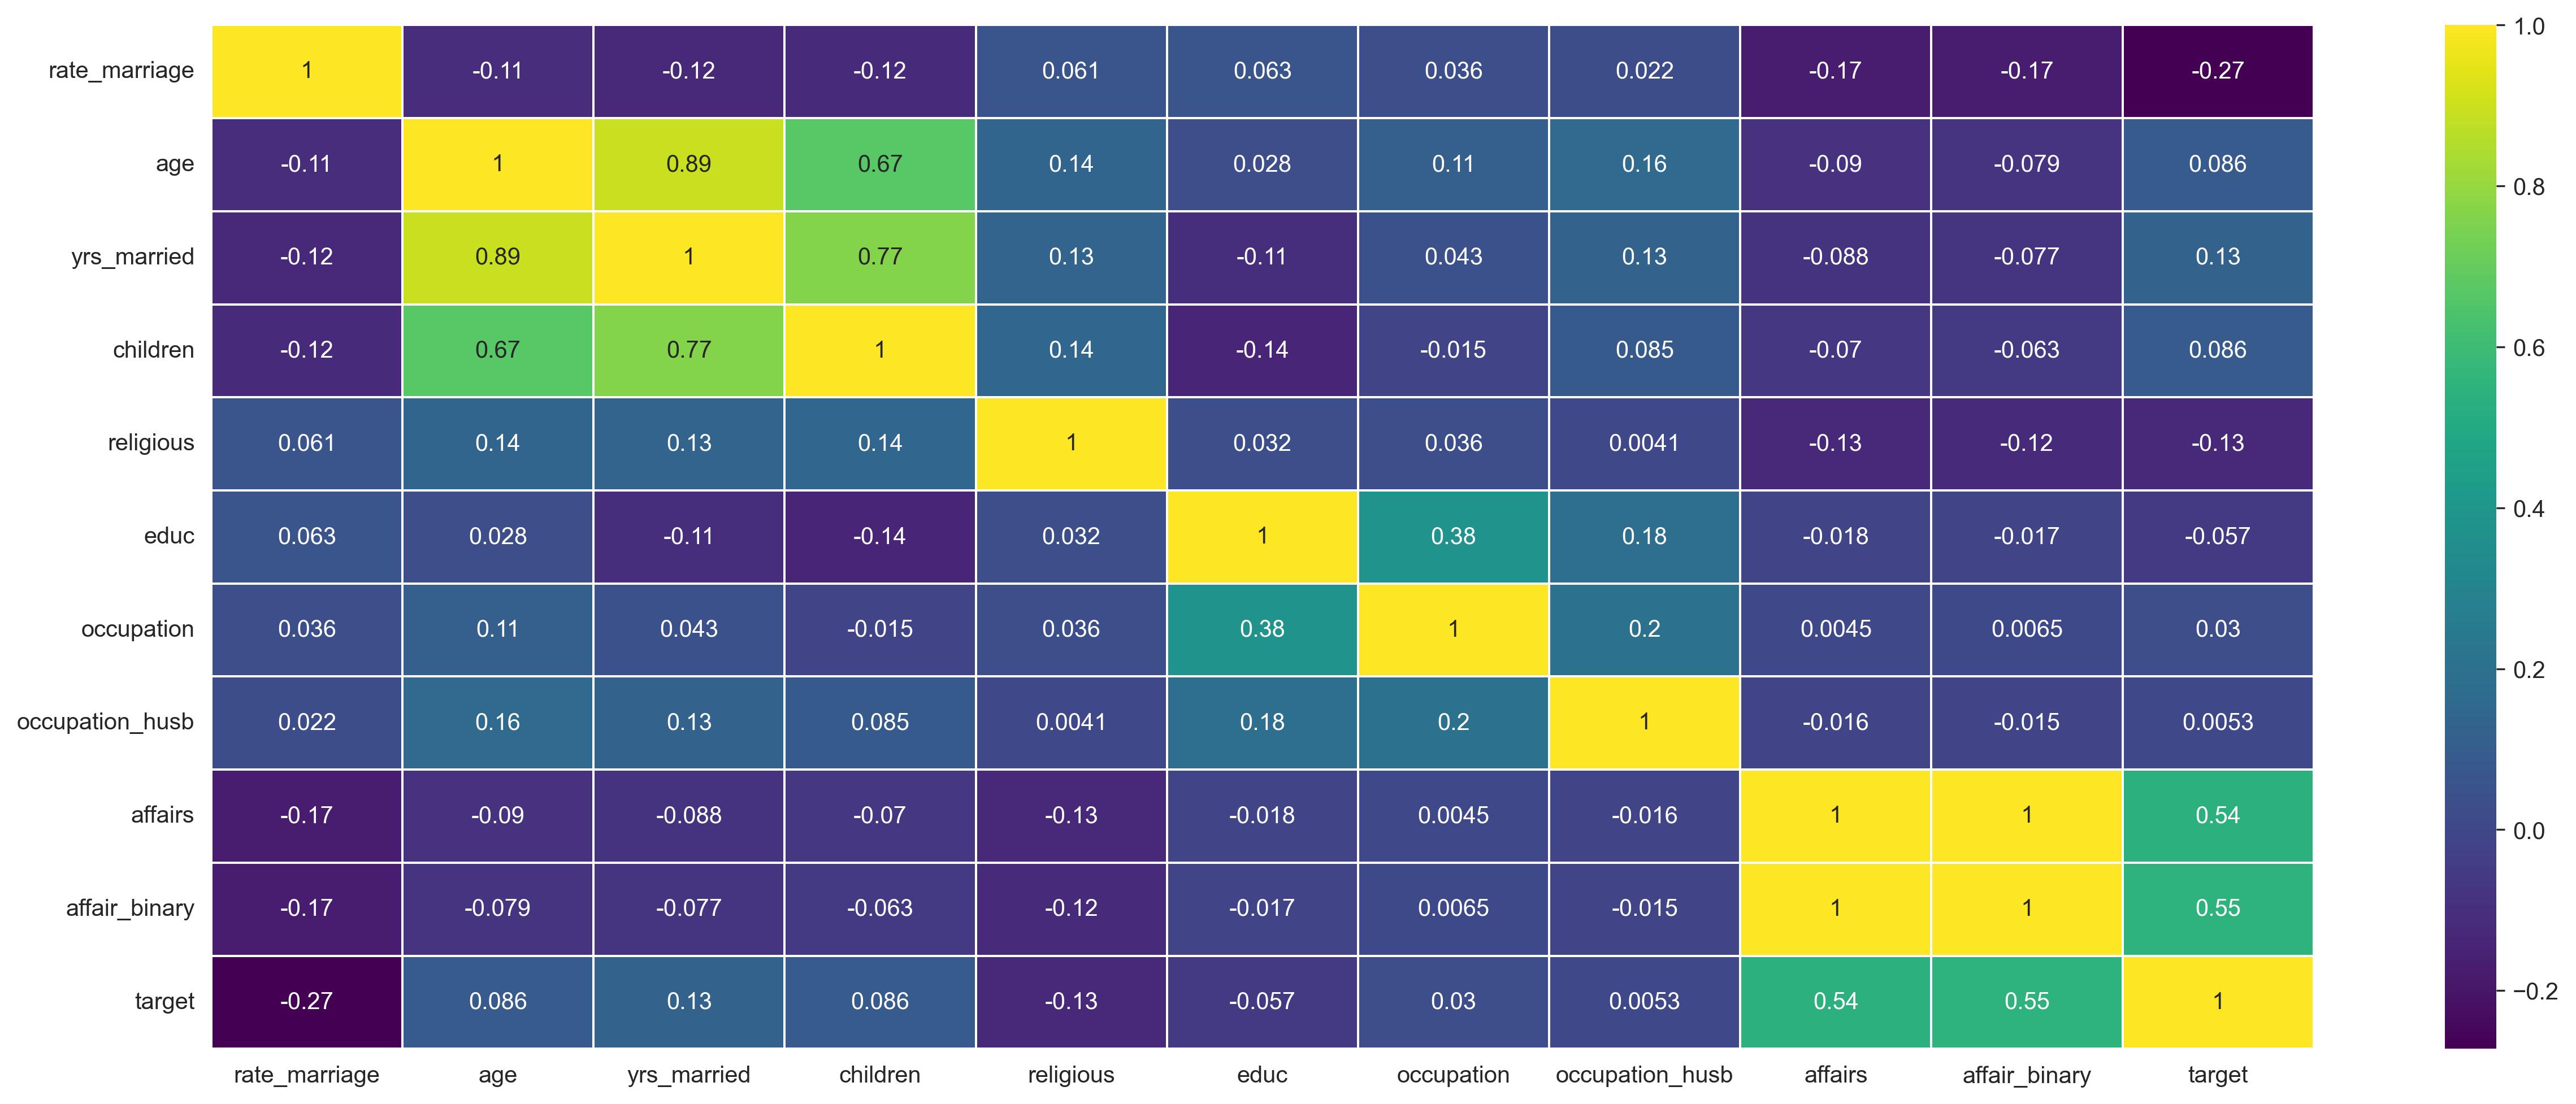 rate_marriage 1 -0.11 -0.12 -0.12 0.061 0.063 0.036 0.022 -0.17 -0.17 -0.27
age -0.11 1 0.89 0.67 0.14 0.028 0.11 0.16 -0.09 -0.079 0.086
yrs_married -0.12 0.89 1 0.77 0.13 -0.11 0.043 0.13 -0.088 -0.077 0.13
children -0.12 0.67 0.77 1 0.14 -0.14 -0.015 0.085 -0.07 -0.063 0.086
religious 0.061 0.14 0.13 0.14 1 0.032 0.036 0.0041 -0.13 -0.12 -0.13
educ 0.063 0.028 -0.11 -0.14 0.032 1 0.38 0.18 -0.018 -0.017 -0.057
occupation 0.036 0.11 0.043 -0.015 0.036 0.38 1 0.2 0.0045 0.0065 0.03
occupation_husb 0.022 0.16 0.13 0.085 0.0041 0.18 0.2 1 -0.016 -0.015 0.0053
affairs -0.17 -0.09 -0.088 -0.07 -0.13 -0.018 0.0045 -0.016 1 1 0.54
affair_binary -0.17 -0.079 -0.077 -0.063 -0.12 -0.017 0.0065 -0.015 1 1 0.55
target -0.27 0.086 0.13 0.086 -0.13 -0.057 0.03 0.0053 0.54 0.55 1
rate_marriage age yrs_married children religious educ occupation occupation_husb affairs affair_binary target
1.0
0.8
0.6
0.4
0.2
0.0
−0.2